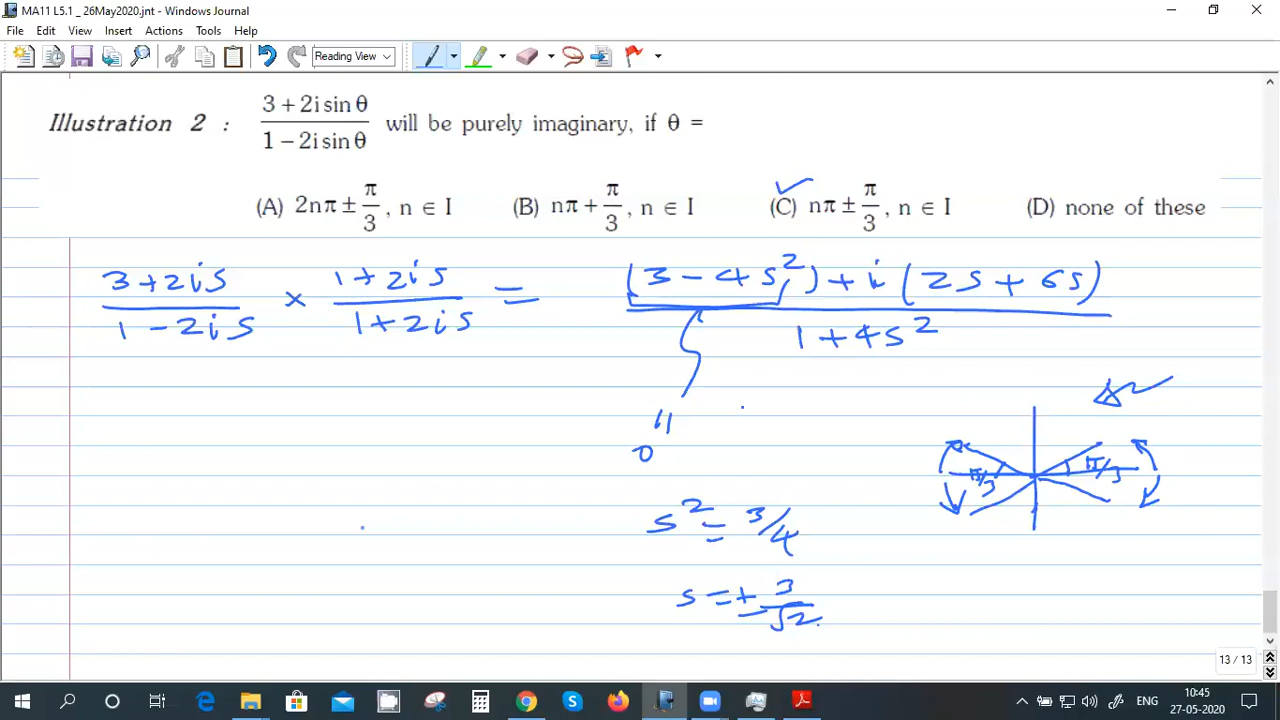 MA11 L5.1 _ 26May2020.jnt - Windows Journal
File Edit View Insert Actions Tools Help
Reading View
Illustration 2 : (3 + 2i sin θ)/(1 − 2i sin θ) will be purely imaginary, if θ =
(A) 2nπ ± π/3 , n ∈ I (B) nπ + π/3 , n ∈ I (C) nπ ± π/3 , n ∈ I (D) none of these
(3+2is)/(1-2is) × (1+2is)/(1+2is) = ((3-4s²)+i(2s+6s))/(1+4s²)
π/3 π/3
0
s² = 3/4
s = ± 3/√2
13 / 13
ENG
10:45
27-05-2020